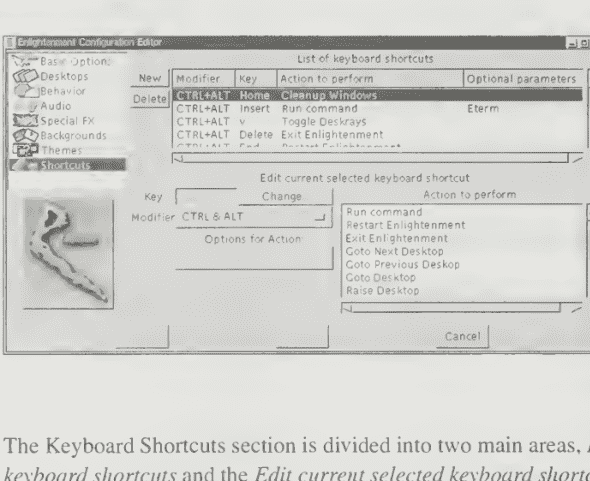 Enlightenment Configuration Editor
Basic Options
Desktops
Behavior
Audio
Special FX
Backgrounds
Themes
Shortcuts
List of keyboard shortcuts
New
Delete
Modifier Key Action to perform Optional parameters
CTRL+ALT Home Cleanup Windows
CTRL+ALT Insert Run command Eterm
CTRL+ALT v Toggle Deskrays
CTRL+ALT Delete Exit Enlightenment
CTRL+ALT End Restart Enlightenment
Edit current selected keyboard shortcut
Key
Change
Modifier CTRL & ALT
Options for Action
Action to perform
Run command
Restart Enlightenment
Exit Enlightenment
Goto Next Desktop
Goto Previous Deskop
Goto Desktop
Raise Desktop
Cancel
The Keyboard Shortcuts section is divided into two main areas,
keyboard shortcuts and the Edit current selected keyboard